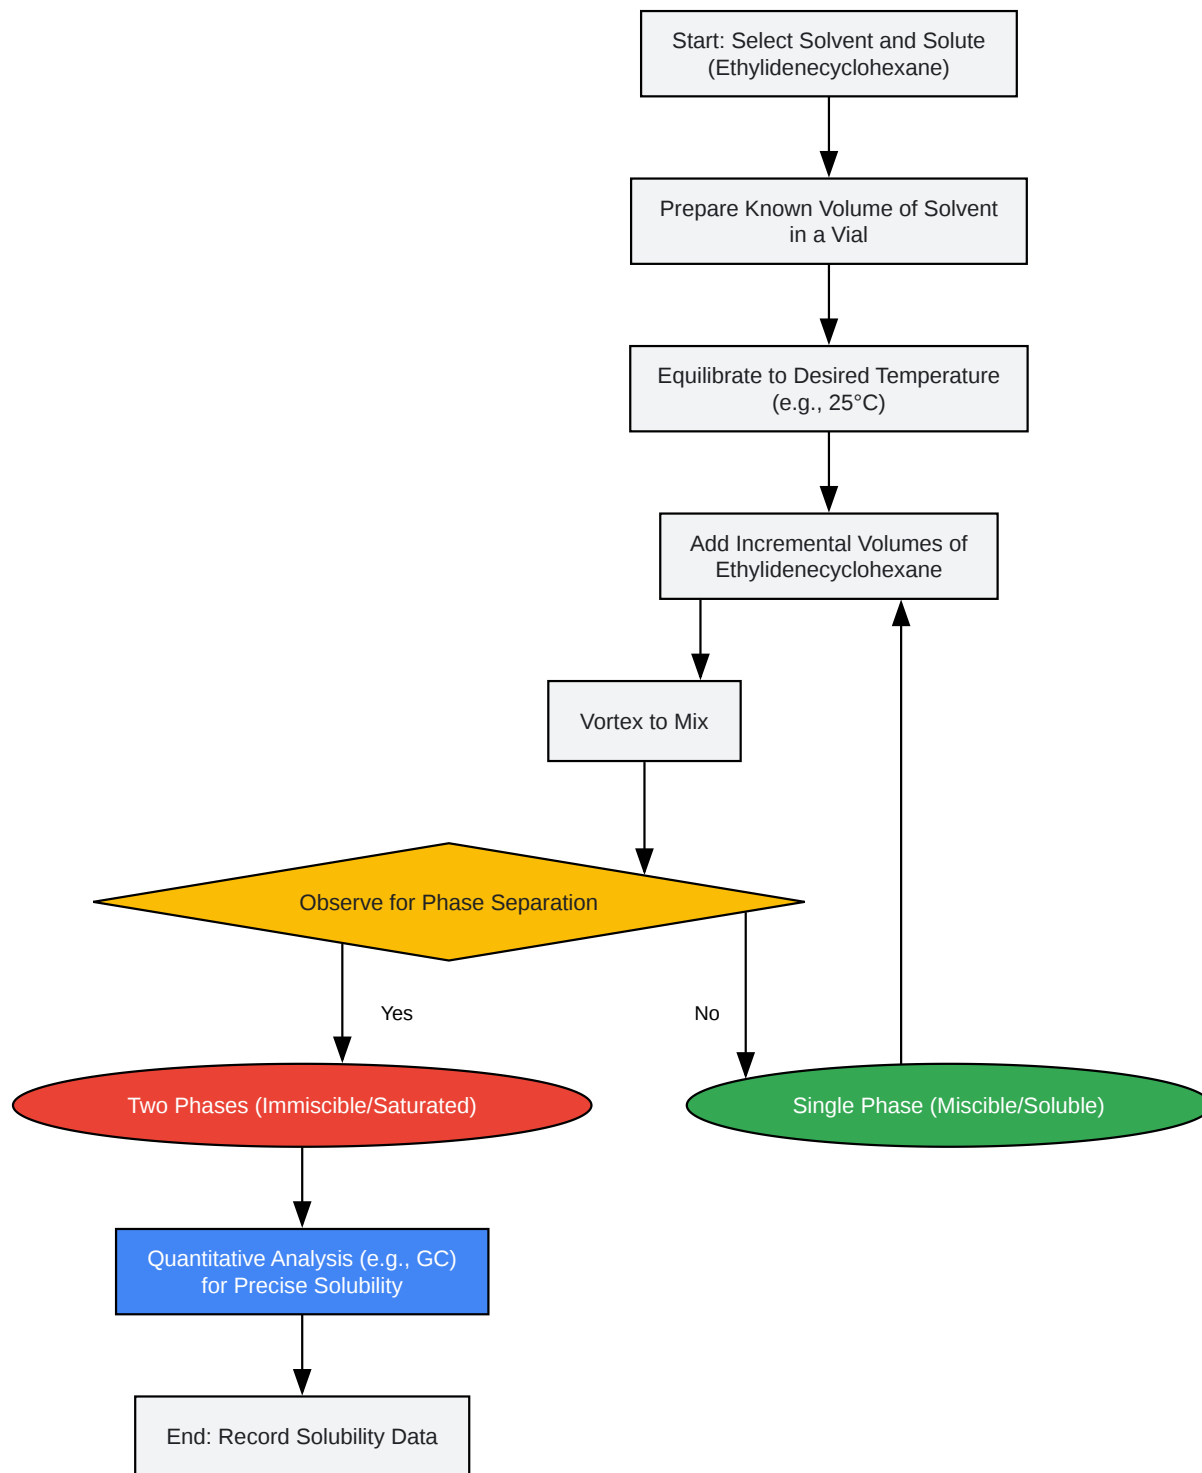 Start: Select Solvent and Solute
(Ethylidenecyclohexane)
Prepare Known Volume of Solvent
in a Vial
Equilibrate to Desired Temperature
(e.g., 25°C)
Add Incremental Volumes of
Ethylidenecyclohexane
Vortex to Mix
Observe for Phase Separation
Yes
No
Two Phases (Immiscible/Saturated)
Single Phase (Miscible/Soluble)
Quantitative Analysis (e.g., GC)
for Precise Solubility
End: Record Solubility Data